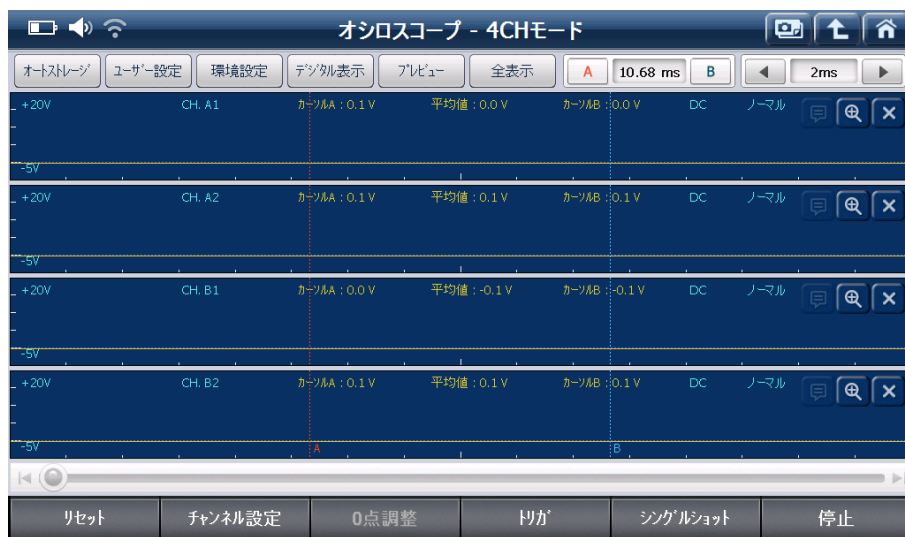 オシロスコープ - 4CHモード
ｵｰﾄｽﾄﾚｰｼﾞ ﾕｰｻﾞｰ設定 環境設定 ﾃﾞｼﾞﾀﾙ表示 ﾌﾟﾚﾋﾞｭｰ 全表示 A 10.68 ms B 2ms
+20V CH. A1 ｶｰｿﾙA : 0.1 V 平均値 : 0.0 V ｶｰｿﾙB : 0.0 V DC ノーマル
-5V
+20V CH. A2 ｶｰｿﾙA : 0.1 V 平均値 : 0.1 V ｶｰｿﾙB : 0.1 V DC ノーマル
-5V
+20V CH. B1 ｶｰｿﾙA : 0.0 V 平均値 : -0.1 V ｶｰｿﾙB : -0.1 V DC ノーマル
-5V
+20V CH. B2 ｶｰｿﾙA : 0.1 V 平均値 : 0.1 V ｶｰｿﾙB : 0.1 V DC ノーマル
-5V A B
リセット チャンネル設定 0点調整 ﾄﾘｶﾞ ｼﾝｸﾞﾙｼｮｯﾄ 停止